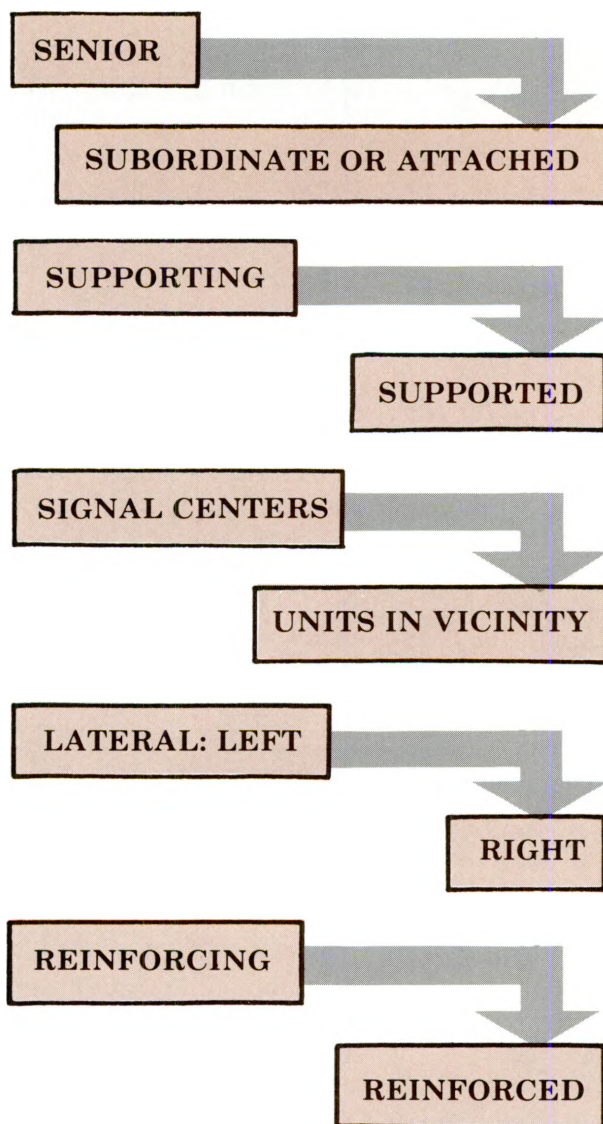 SENIOR
SUBORDINATE OR ATTACHED
SUPPORTING
SUPPORTED
SIGNAL CENTERS
UNITS IN VICINITY
LATERAL: LEFT
RIGHT
REINFORCING
REINFORCED